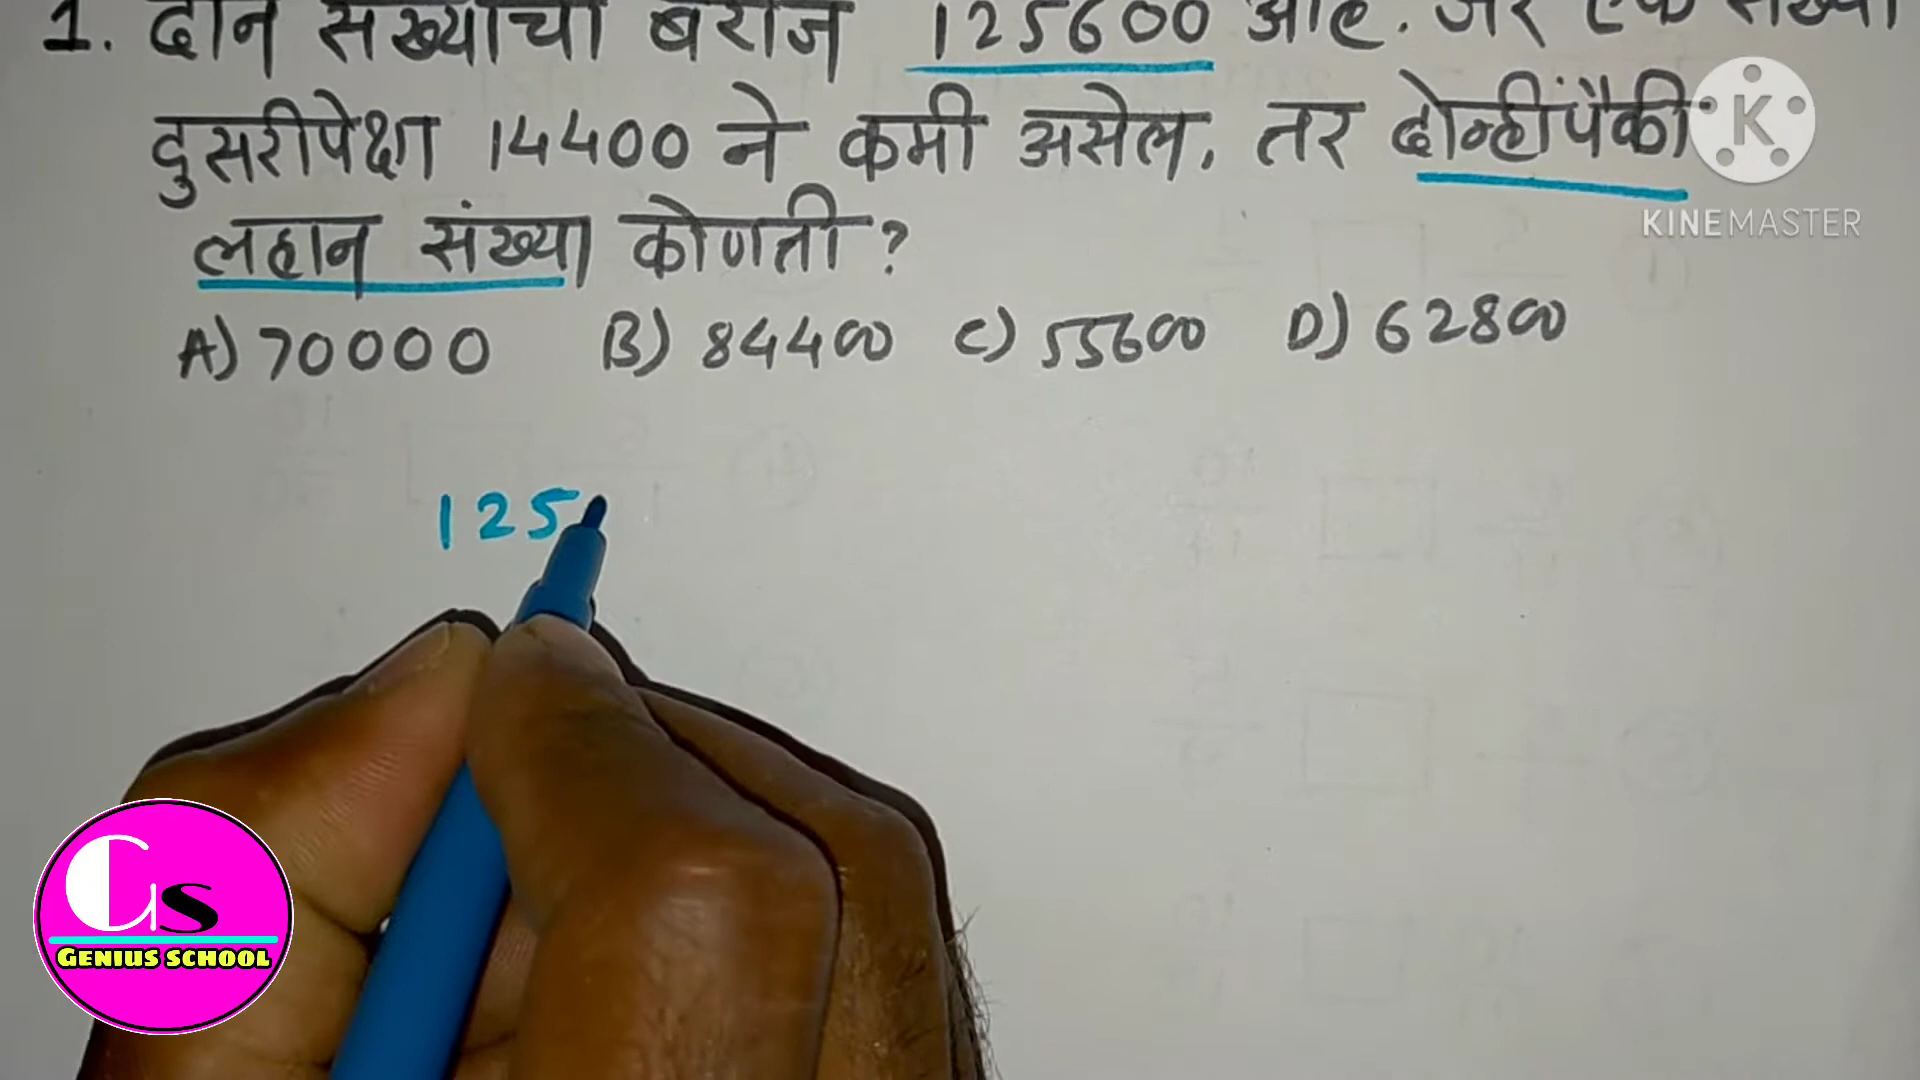 1. दोन संख्यांची बेरीज 125600 आहे. जर एक संख्या
दुसरीपेक्षा 14400 ने कमी असेल, तर दोन्हींपैकी
लहान संख्या कोणती?
A) 70000 B) 84400 C) 55600 D) 62800
125
KINEMASTER
GS
GENIUS SCHOOL